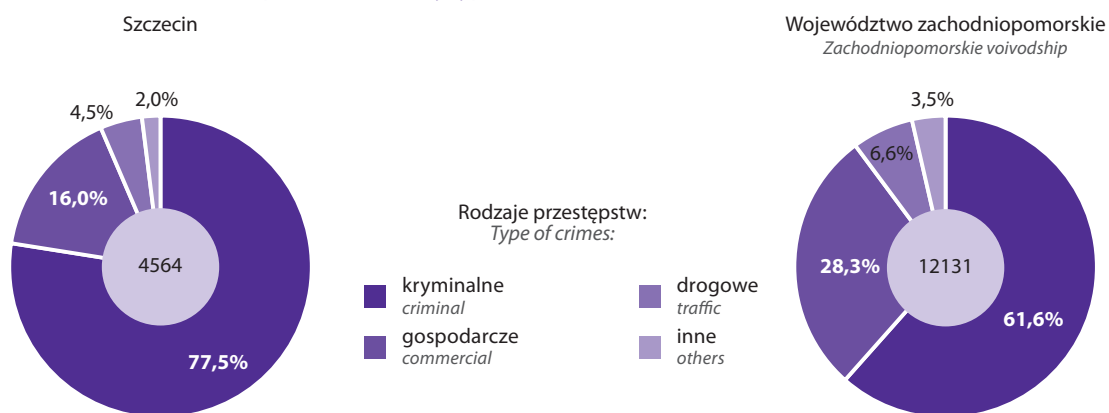 Szczecin
Województwo zachodniopomorskie
Zachodniopomorskie voivodship
4,5%
2,0%
16,0%
4564
77,5%
Rodzaje przestępstw:
Type of crimes:
kryminalne
criminal
gospodarcze
commercial
drogowe
traffic
inne
others
3,5%
6,6%
28,3%
12131
61,6%